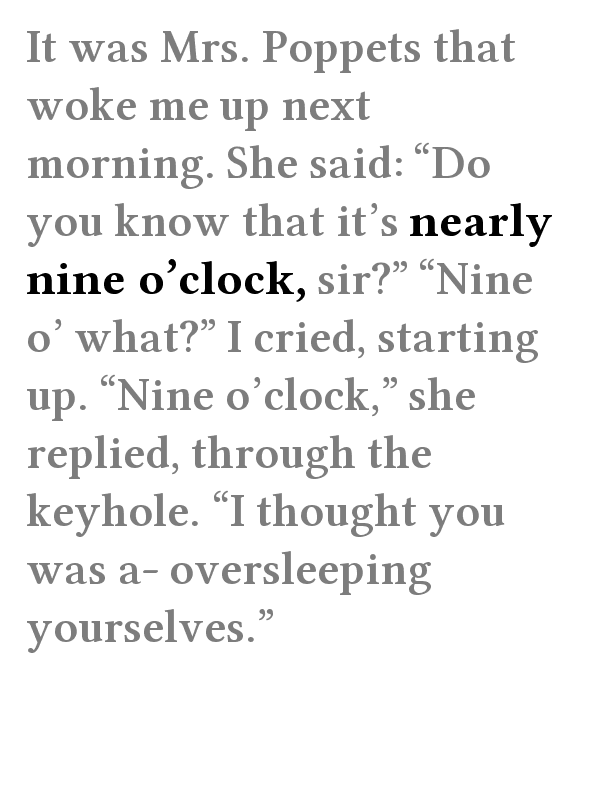 It was Mrs. Poppets that
woke me up next
morning. She said: “Do
you know that it’s nearly
nine o’clock, sir?” “Nine
o’ what?” I cried, starting
up. “Nine o’clock,” she
replied, through the
keyhole. “I thought you
was a- oversleeping
yourselves.”